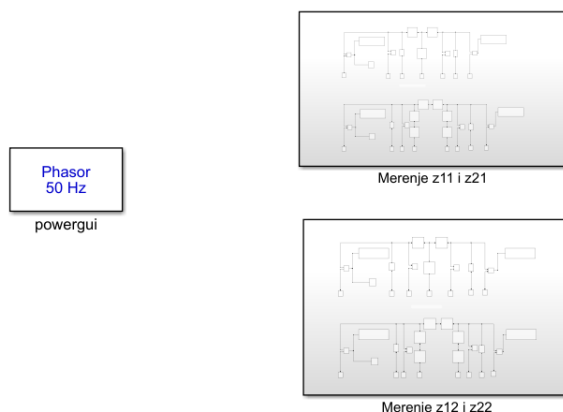 Phasor
50 Hz
powergui
Merenje z11 i z21
Merenje z12 i z22